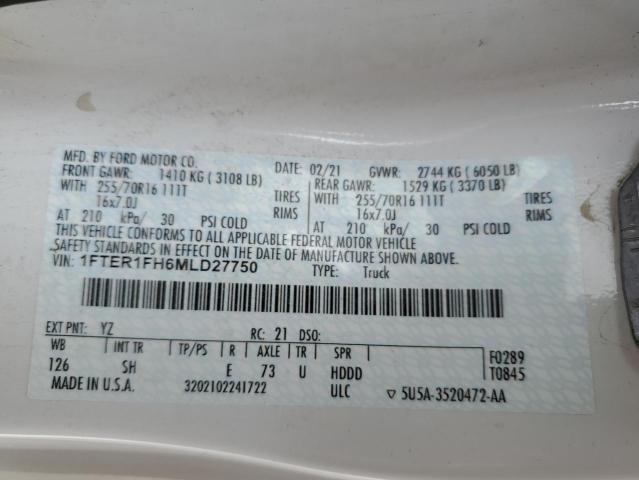 MFD. BY FORD MOTOR CO.
DATE: 02/21 GVWR: 2744 KG ( 6050 LB)
FRONT GAWR: 1410 KG ( 3108 LB)
REAR GAWR: 1529 KG ( 3370 LB)
WITH 255/70R16 111T TIRES
WITH 255/70R16 111T TIRES
16x7.0J RIMS
16x7.0J RIMS
AT 210 kPa/ 30 PSI COLD
AT 210 kPa/ 30 PSI COLD
THIS VEHICLE CONFORMS TO ALL APPLICABLE FEDERAL MOTOR VEHICLE
SAFETY STANDARDS IN EFFECT ON THE DATE OF MANUFACTURE SHOWN ABOVE.
VIN: 1FTER1FH6MLD27750 TYPE: Truck
EXT PNT: YZ RC: 21 DSO:
WB INT TR TP/PS R AXLE TR SPR
126 SH E 73 U HDDD
F0289
T0845
MADE IN U.S.A. 3202102241722 ULC ▽ 5U5A-3520472-AA